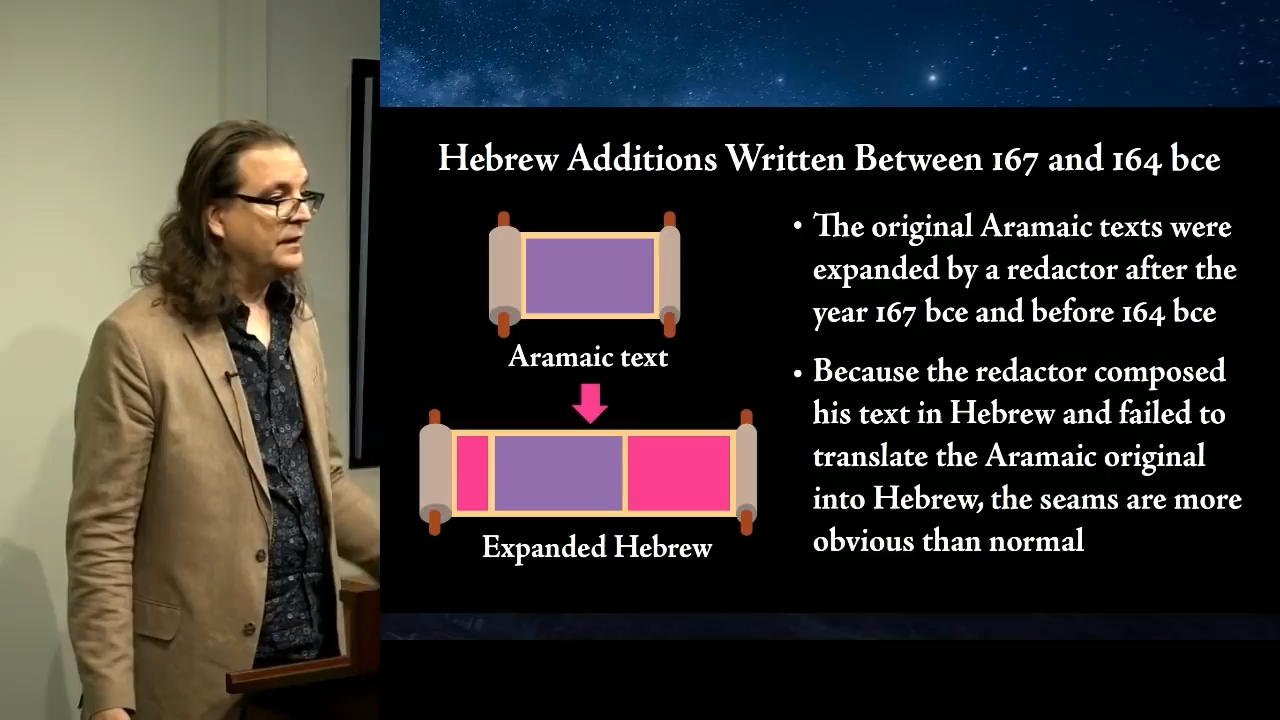 Hebrew Additions Written Between 167 and 164 bce
Aramaic text
Expanded Hebrew
• The original Aramaic texts were
expanded by a redactor after the
year 167 bce and before 164 bce
• Because the redactor composed
his text in Hebrew and failed to
translate the Aramaic original
into Hebrew, the seams are more
obvious than normal